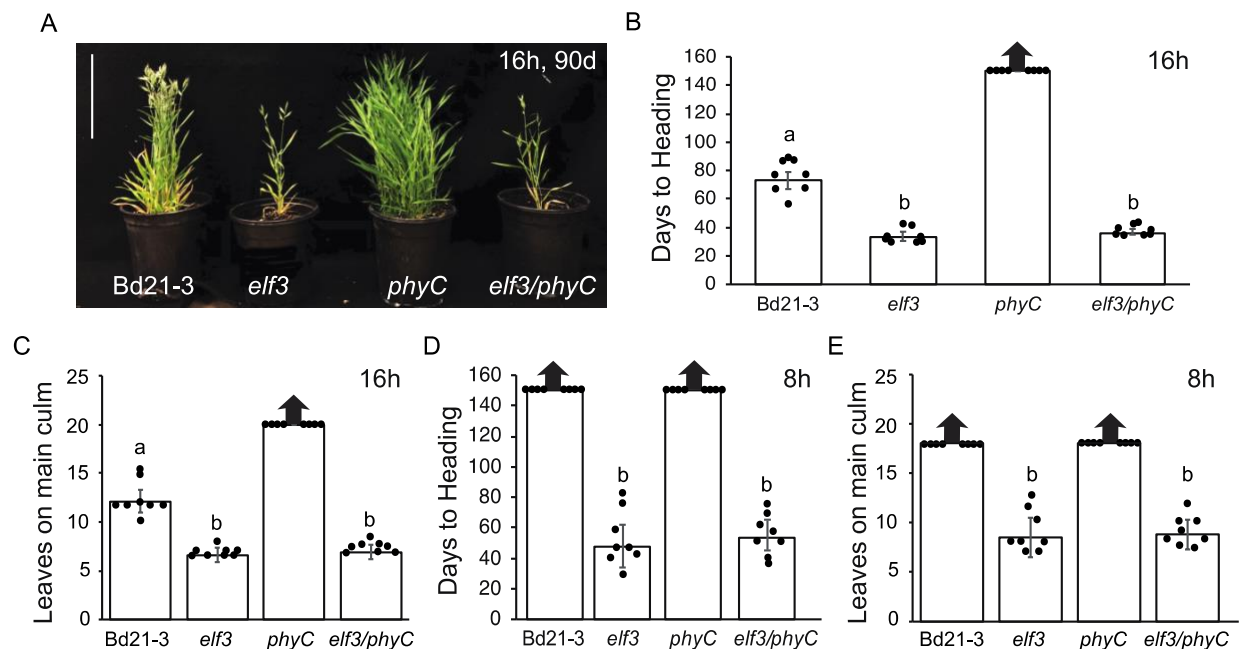 A
16h, 90d
Bd21-3 elf3 phyC elf3/phyC
B
16h
Days to Heading
160
140
120
100
80
60
40
20
0
a
b
b
Bd21-3 elf3 phyC elf3/phyC
C
16h
Leaves on main culm
25
20
15
10
5
0
a
b
b
Bd21-3 elf3 phyC elf3/phyC
D
8h
Days to Heading
160
140
120
100
80
60
40
20
0
b
b
Bd21-3 elf3 phyC elf3/phyC
E
8h
Leaves on main culm
25
20
15
10
5
0
b
b
Bd21-3 elf3 phyC elf3/phyC